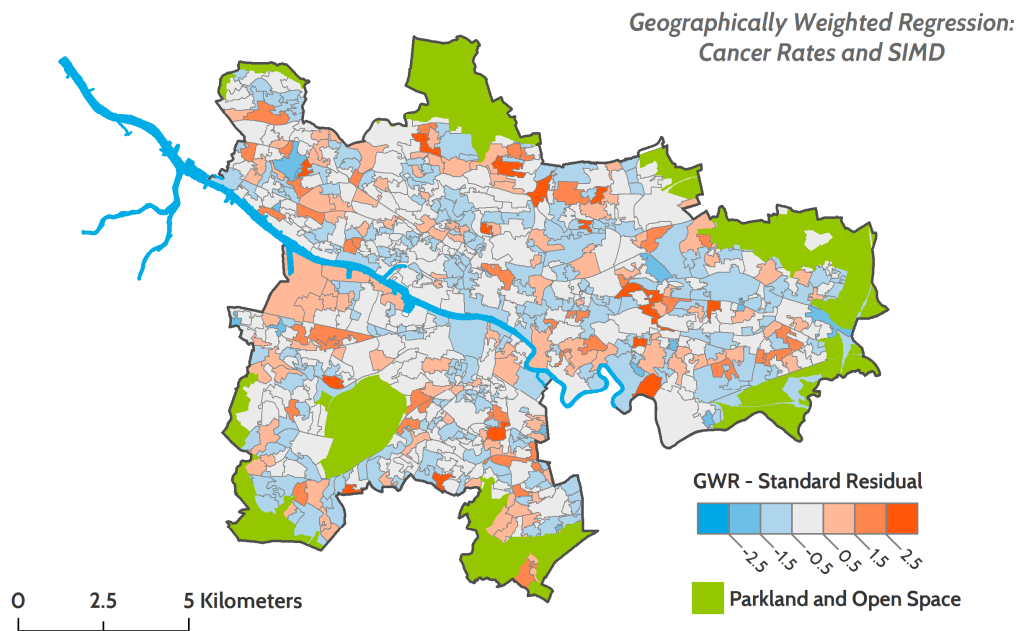 Geographically Weighted Regression:
Cancer Rates and SIMD
GWR - Standard Residual
-2.5 -1.5 -0.5 0.5 1.5 2.5
Parkland and Open Space
0 2.5 5 Kilometers